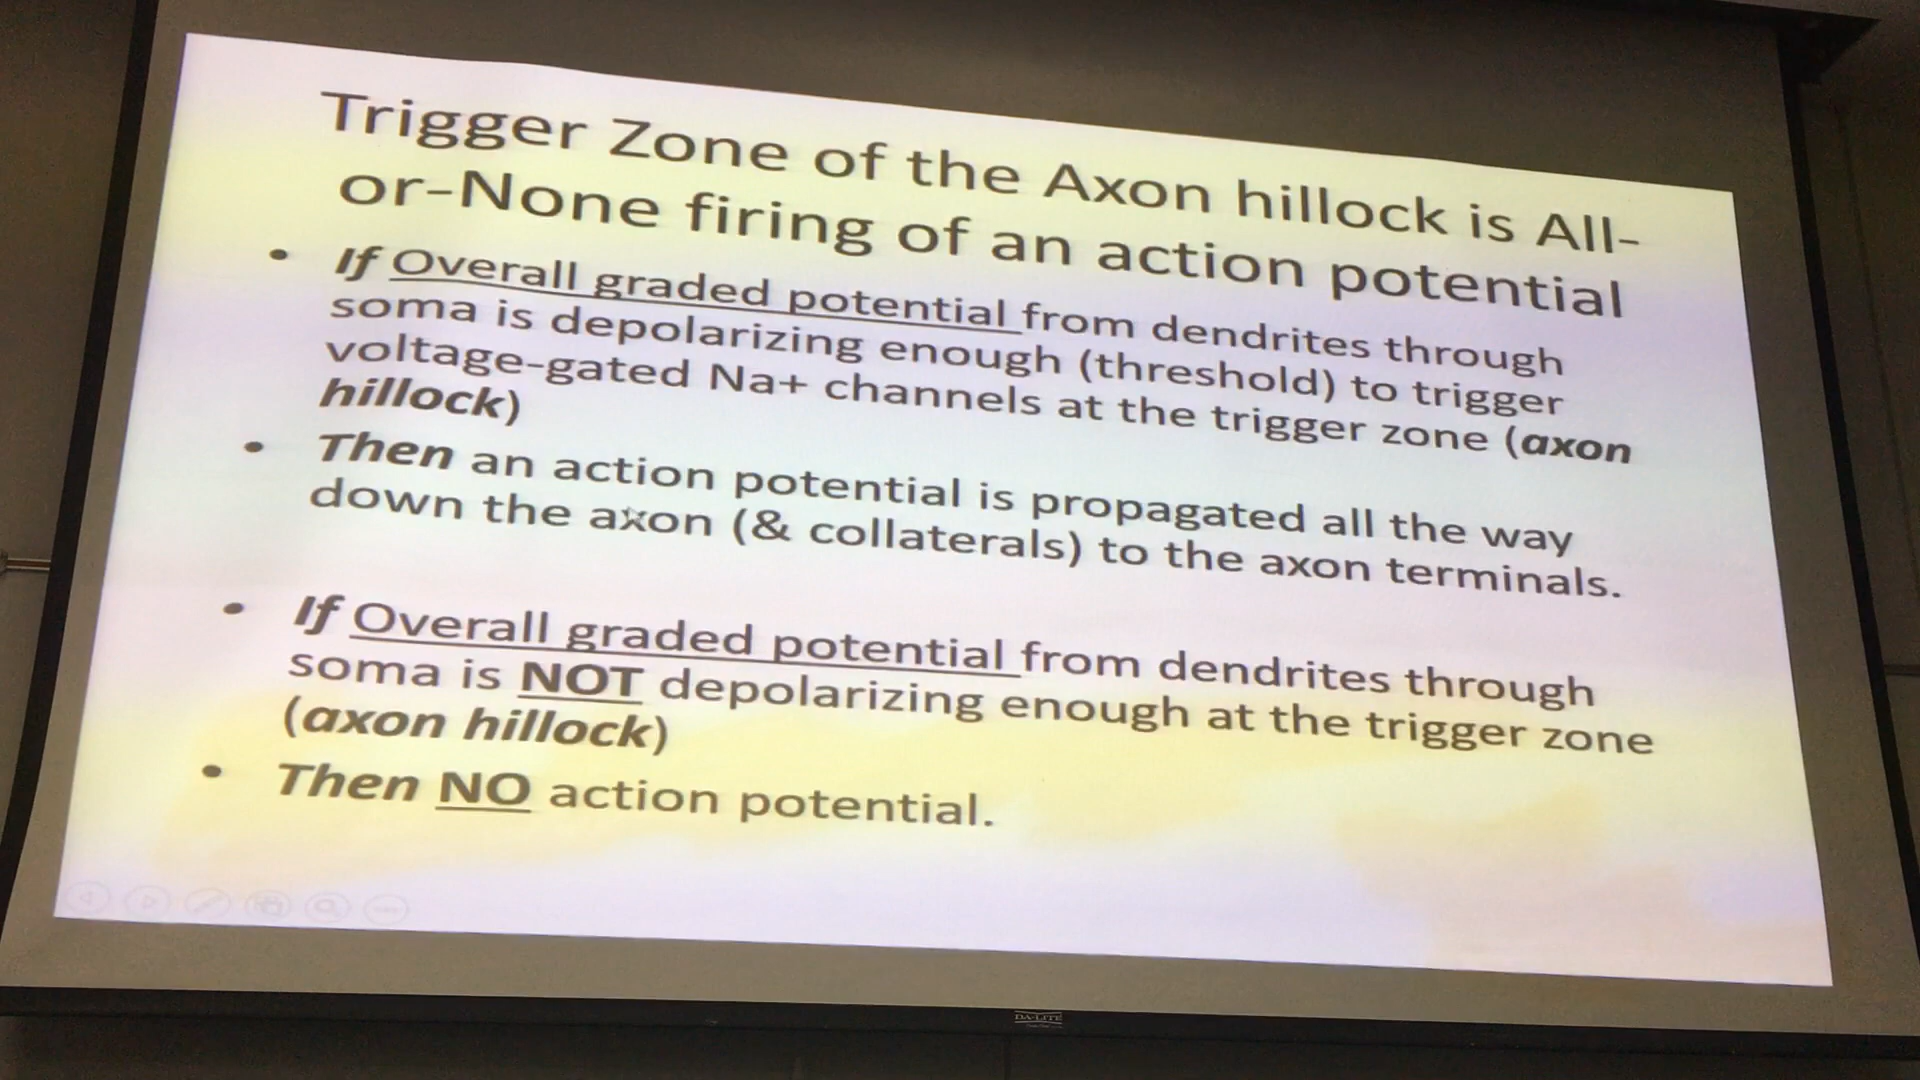 Trigger Zone of the Axon hillock is All-
or-None firing of an action potential
• If Overall graded potential from dendrites through
soma is depolarizing enough (threshold) to trigger
voltage-gated Na+ channels at the trigger zone (axon
hillock)
• Then an action potential is propagated all the way
down the axon (& collaterals) to the axon terminals.
• If Overall graded potential from dendrites through
soma is NOT depolarizing enough at the trigger zone
(axon hillock)
• Then NO action potential.
DA-LITE